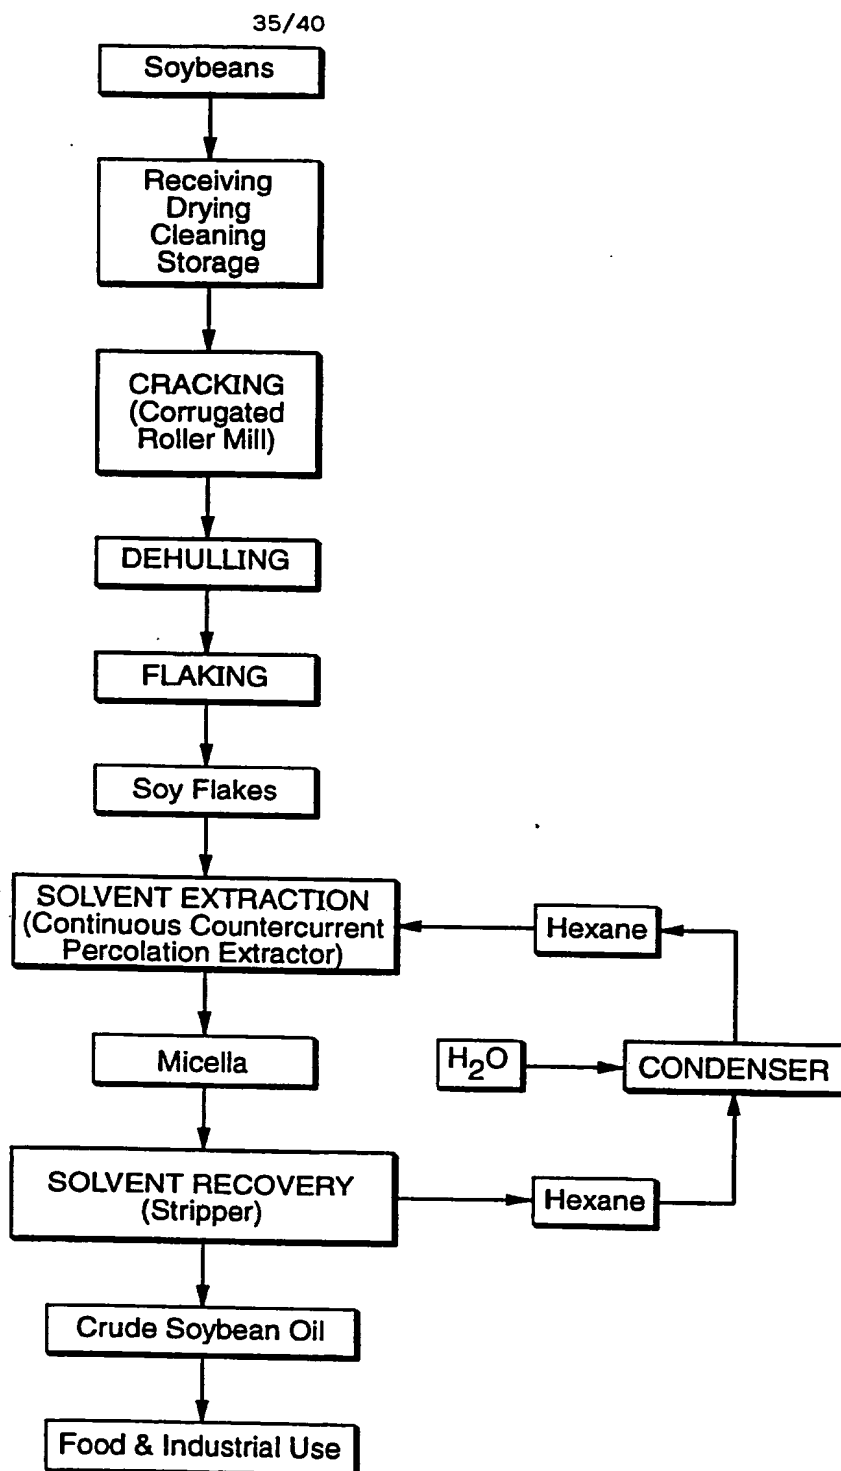 35/40
Soybeans
Receiving
Drying
Cleaning
Storage
CRACKING
(Corrugated
Roller Mill)
DEHULLING
FLAKING
Soy Flakes
SOLVENT EXTRACTION
(Continuous Countercurrent
Percolation Extractor)
Hexane
Micella
H₂O
CONDENSER
SOLVENT RECOVERY
(Stripper)
Hexane
Crude Soybean Oil
Food & Industrial Use